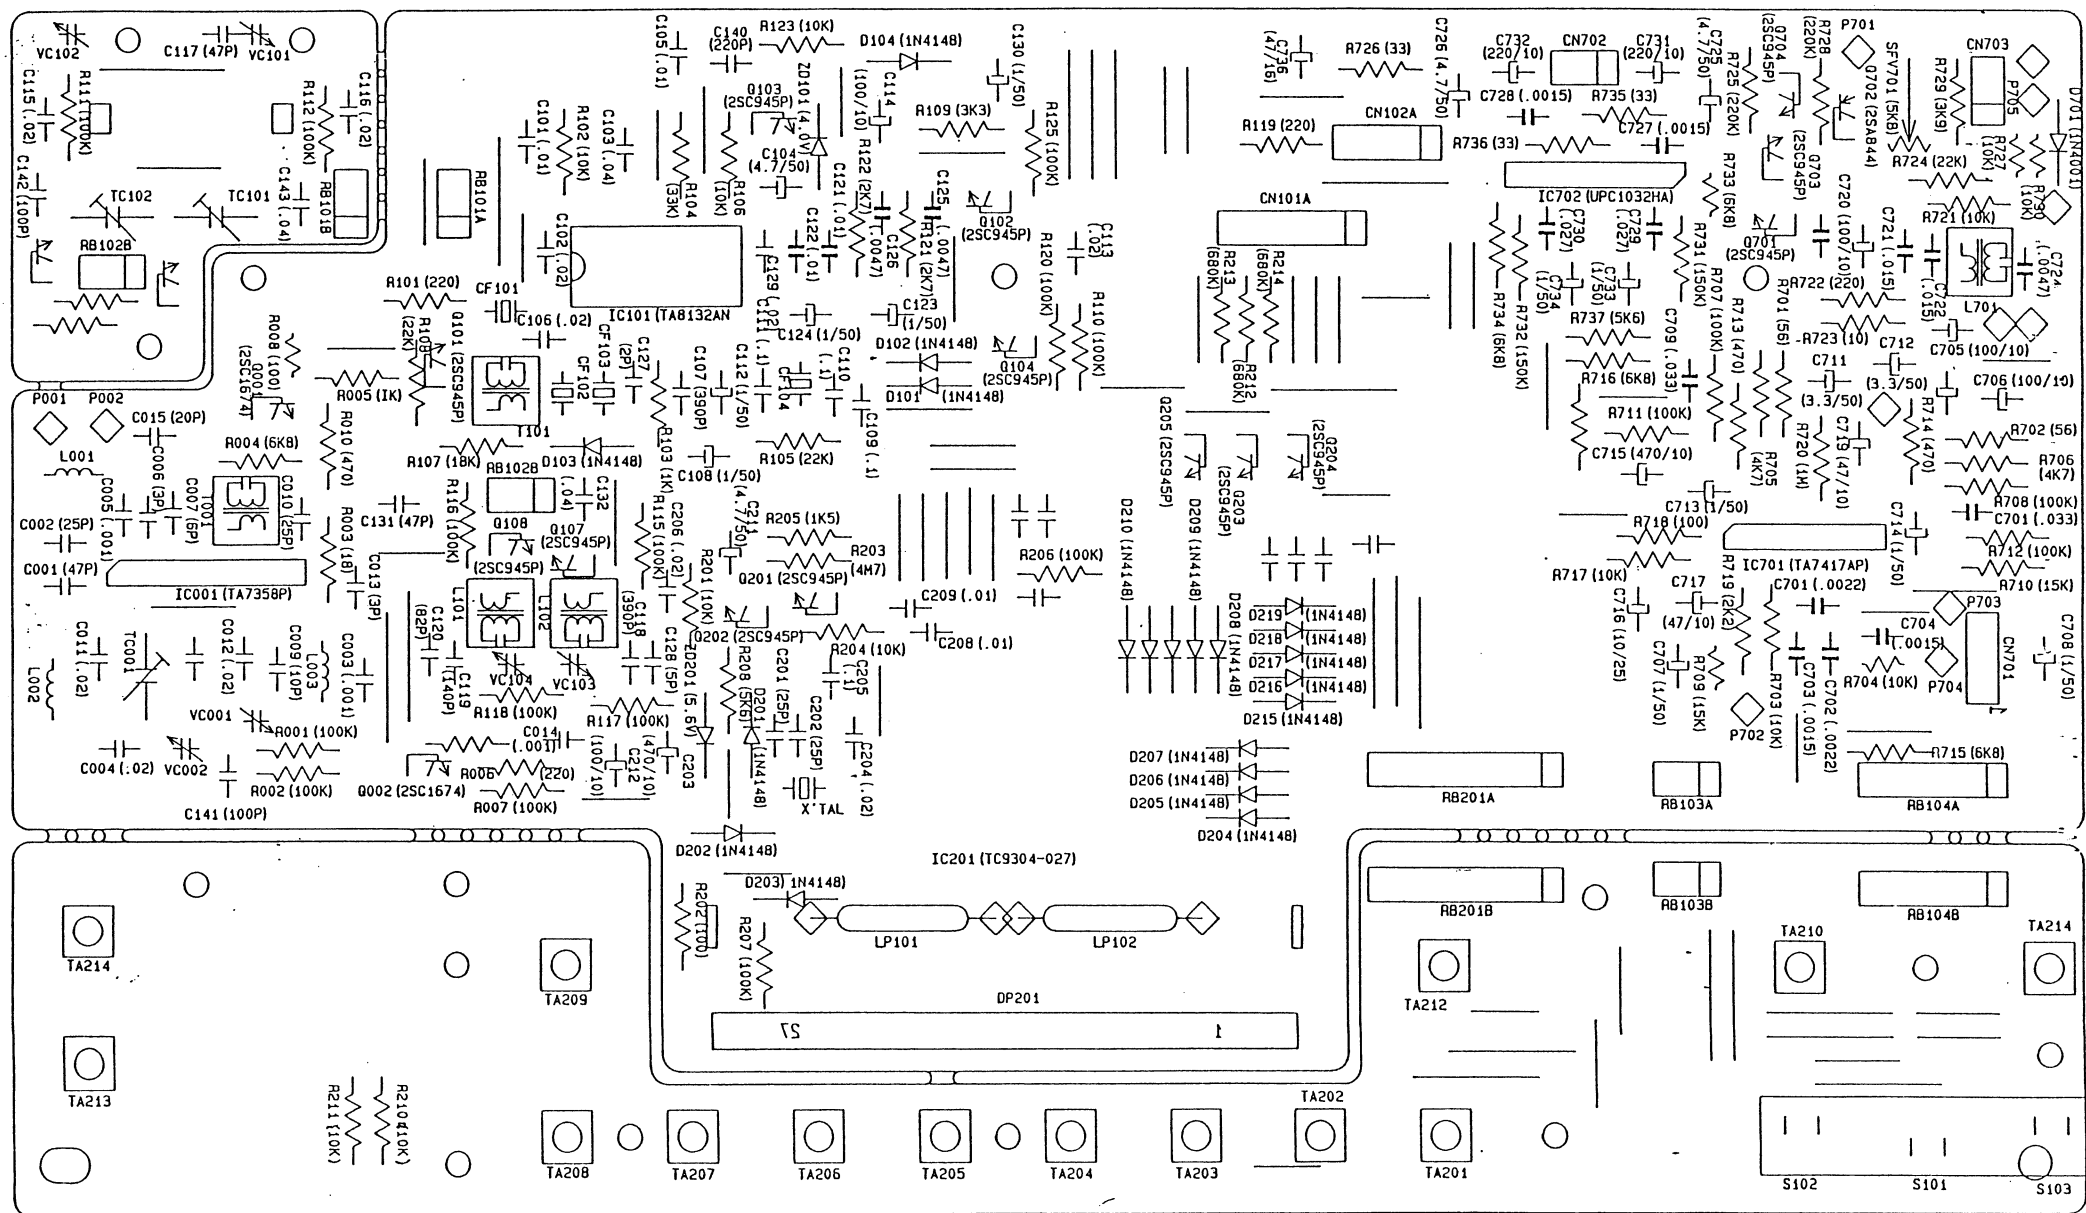 VC102
C117 (47P)
VC101
C115 (.02)
R111 (100K)
R112 (100K)
C116 (.02)
C142 (100P)
TC102
TC101
C143 (.04)
RB101B
RB102B
RB101A
C105 (.01)
C140
(220P)
R123 (10K)
D104 (1N4148)
C130 (1/50)
Q103
(2SC945P)
ZD101 (4.0V)
C114
(100/10)
R109 (3K3)
R125 (100K)
C101 (.01)
R102 (10K)
C103 (.04)
R104
(33K)
R106
(10K)
C104
(4.7/50)
C121 (.01)
R122 (2K7)
C125
(.0047)
Q102
(2SC945P)
C102 (.02)
C122
(.01)
C126
(.0047)
R121 (2K7)
C113
(.02)
R120 (100K)
R101 (220)
CF101
IC101 (TA8132AN
C129 (.02)
C123
(1/50)
C124 (1/50)
C106 (.02)
C111 (.1)
R110 (100K)
R108
(22K)
Q101 (2SC945P)
CF103
C127
(2P)
CF102
C107
(390P)
C112 (1/50)
CF104
C110
(.1)
D102 (1N4148)
D101 (1N4148)
Q104
(2SC945P)
R008 (100)
Q001
(2SC1674)
R005 (1K)
T101
R107 (18K)
D103 (1N4148)
R103 (1K)
C108 (1/50)
R105 (22K)
C109 (.1)
C736
(47/16)
R726 (33)
C726 (4.7/50)
C732
(220/10)
CN702
C731
(220/10)
C725
(4.7/50)
Q704
(2SC945P)
R728
(220K)
P701
SFV701 (5KB)
CN703
R725 (220K)
Q702 (2SA844)
R729 (3K9)
P705
D701 (1N4001)
C728 (.0015)
R735 (33)
C727 (.0015)
R119 (220)
CN102A
R736 (33)
Q703
(2SC945P)
R724 (22K)
R727
(10K)
R790
(10K)
IC702 (UPC1032HA)
R733 (6K8)
CN101A
C730
(.027)
C729
(.027)
R731 (150K)
Q701
(2SC945P)
C720
(100/10)
C721
(.015)
R721 (10K)
L701
C724
(.0047)
R213
(680K)
R214
(680K)
R212
(680K)
R734 (6K8)
R732 (150K)
C734
(1/50)
C733
(1/50)
R722 (220)
C722
(.015)
R737 (5K6)
R716 (6K8)
C709 (.033)
R707 (100K)
R713 (470)
R701 (56)
R723 (10)
C705 (100/10)
C711
(3.3/50)
C712
(3.3/50)
C706 (100/10)
Q205 (2SC945P)
Q203
(2SC945P)
Q204
(2SC945P)
R711 (100K)
C715 (470/10)
R705
(4K7)
R720 (1M)
C719 (47/10)
R714 (470)
R702 (56)
R706
(4K7)
R708 (100K)
C701 (.033)
R712 (100K)
R710 (15K)
C713 (1/50)
R718 (100)
R717 (10K)
IC701 (TA7417AP)
C714 (1/50)
C701 (.0022)
P001
P002
C015 (20P)
L001
R004 (6K8)
R010 (470)
C005 (.001)
C006 (3P)
C007 (6P)
T001
C010
(25P)
C002 (25P)
C001 (47P)
R003 (18)
C013 (3P)
C131 (47P)
IC001 (TA7358P)
RB102B
R116 (100K)
Q108
(2SC945P)
C132
(.04)
Q107
(2SC945P)
R115 (100K)
C206 (.02)
C211
(4.7/50)
R205 (1K5)
R203
(4M7)
R201 (10K)
Q201 (2SC945P)
Q202 (2SC945P)
R204 (10K)
C209 (.01)
C208 (.01)
R206 (100K)
D210 (1N4148)
D209 (1N4148)
D208 (1N4148)
D219 (1N4148)
D218 (1N4148)
D217 (1N4148)
D216 (1N4148)
D215 (1N4148)
L002
C011 (.02)
TC001
C012 (.02)
C009 (10P)
L003
C003 (.001)
L101
L102
C120
(82P)
C119
(140P)
VC104
VC103
C118
(390P)
C128 (5P)
ZD201 (5.6)
R208 (5K6)
C201 (25P)
C205
(.1)
R118 (100K)
R117 (100K)
D201
(1N4148)
C202 (25P)
C204 (.02)
C716 (10/25)
C717
(47/10)
R719 (2K2)
C707 (1/50)
R709 (15K)
R703 (10K)
C703 (.0015)
C702 (.0022)
C704
(.0015)
P703
CN701
R704 (10K)
P704
C708 (1/50)
P702
R715 (6K8)
VC001
VC002
R001 (100K)
R002 (100K)
C004 (.02)
C141 (100P)
C014
(.001)
R006
(220)
R007 (100K)
Q002 (2SC1674)
C212
(100/10)
C203
(470/10)
X'TAL
D207 (1N4148)
D206 (1N4148)
D205 (1N4148)
D204 (1N4148)
RB201A
RB103A
RB104A
D202 (1N4148)
IC201 (TC9304-027)
D203) 1N4148)
R202 (100)
R207 (100K)
LP101
LP102
RB201B
RB103B
RB104B
DP201
27
1
TA214
TA209
TA212
TA210
TA214
TA213
R211 (10K)
R210 (10K)
TA208
TA207
TA206
TA205
TA204
TA203
TA202
TA201
S102
S101
S103